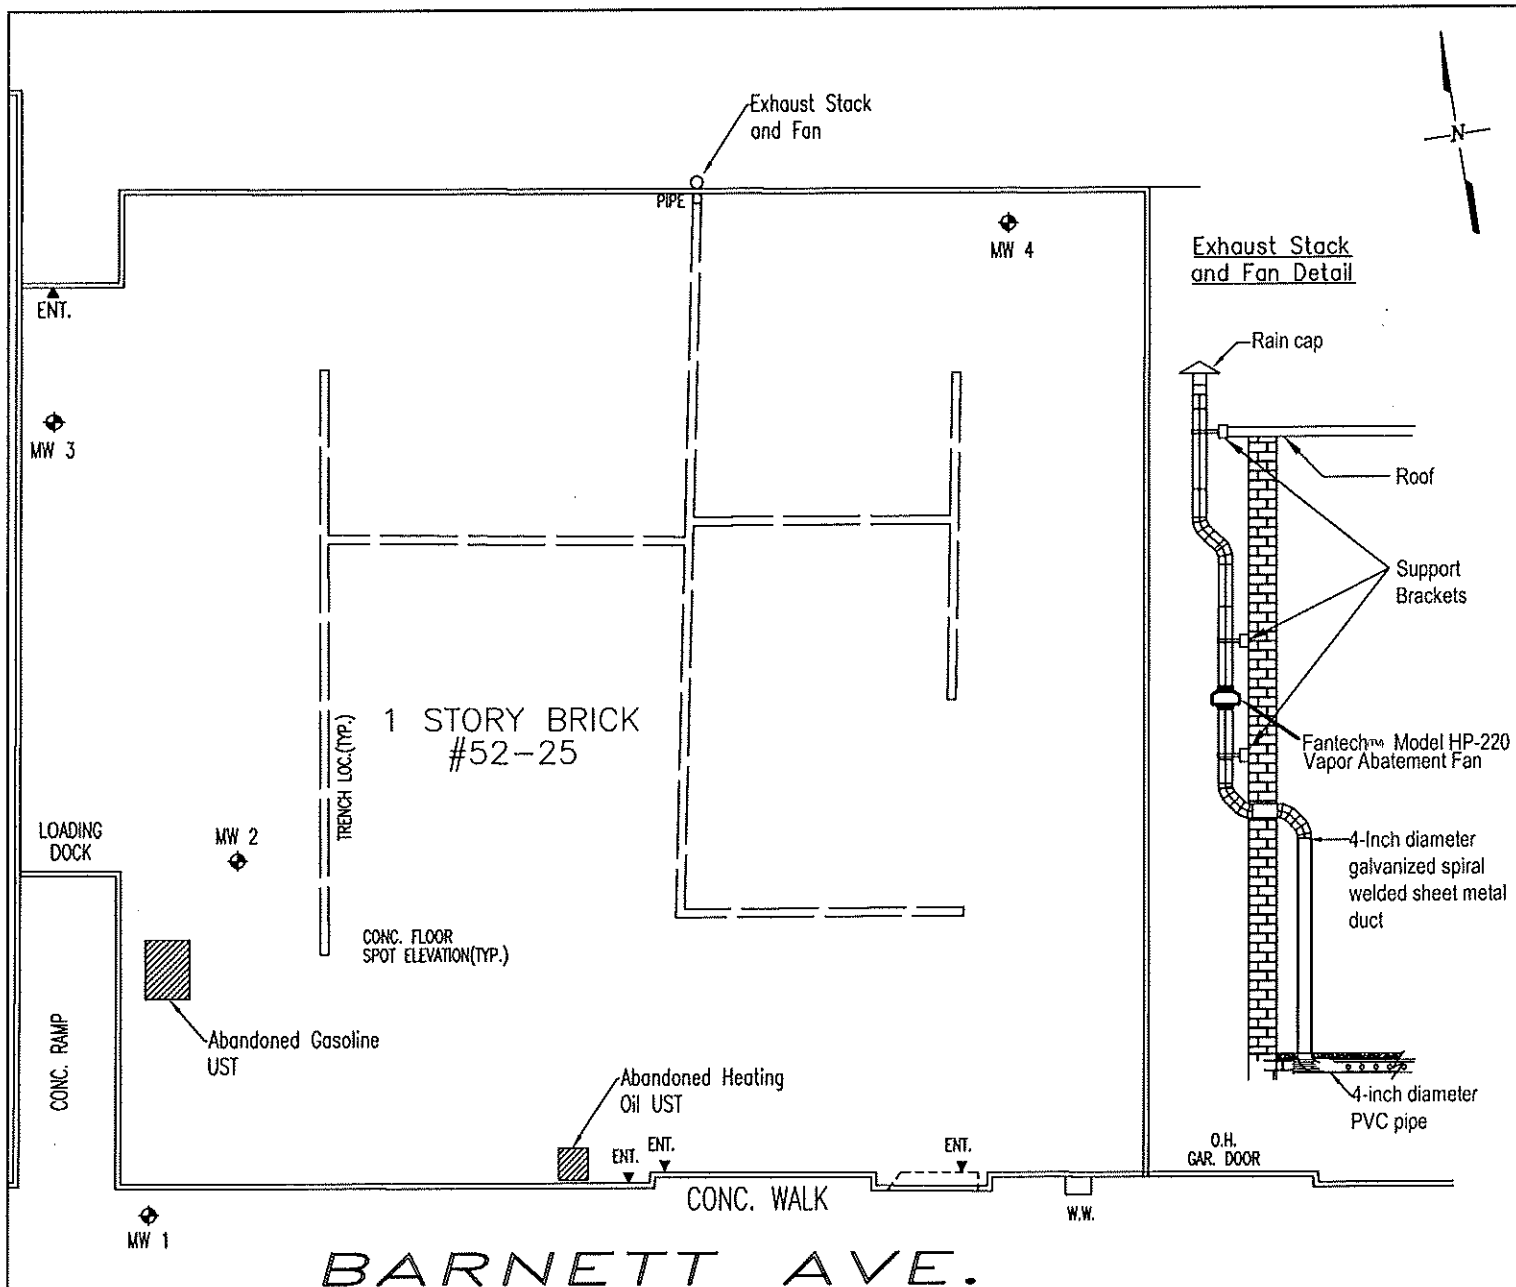 Exhaust Stack
and Fan
N
PIPE
MW 4
Exhaust Stack
and Fan Detail
ENT.
Rain cap
MW 3
Roof
Support
Brackets
1 STORY BRICK
#52-25
TRENCH LOC.(TYP.)
Fantech™ Model HP-220
Vapor Abatement Fan
LOADING
DOCK
MW 2
4-Inch diameter
galvanized spiral
welded sheet metal
duct
CONC. FLOOR
SPOT ELEVATION(TYP.)
Abandoned Gasoline
UST
CONC. RAMP
Abandoned Heating
Oil UST
4-inch diameter
PVC pipe
ENT.
ENT.
ENT.
O.H.
GAR. DOOR
CONC. WALK
W.W.
MW 1
BARNETT AVE.